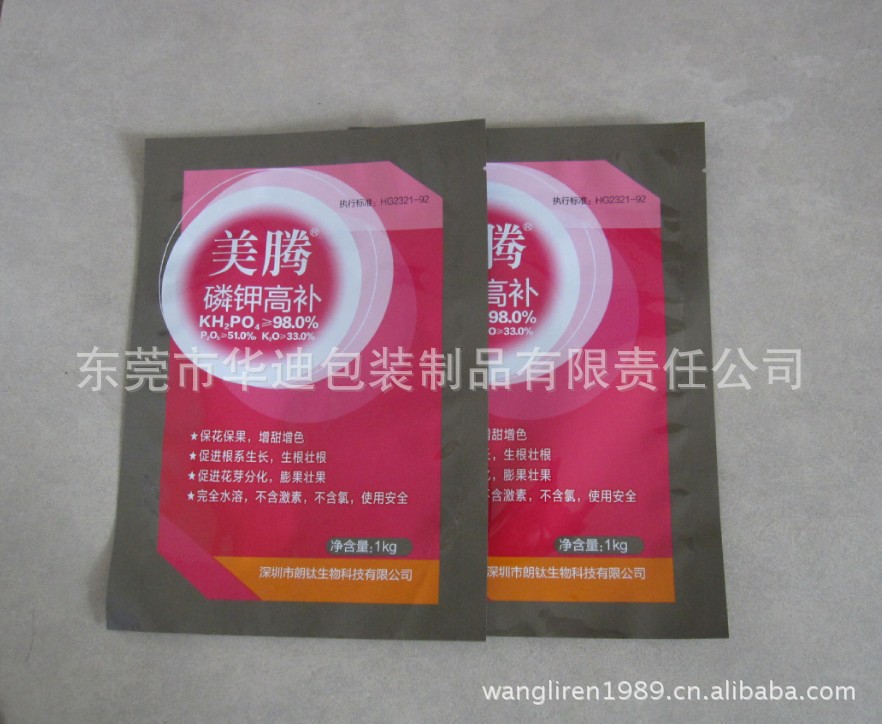 执行标准：HG2321-92
美腾®
磷钾高补
KH₂PO₄≥98.0%
P₂O₅≥51.0% K₂O≥33.0%
★保花保果，增甜增色
★促进根系生长，生根壮根
★促进花芽分化，膨果壮果
★完全水溶，不含激素，不含氯，使用安全
净含量：1kg
深圳市朗钛生物科技有限公司
执行标准：HG2321-92
腾®
高补
98.0%
O≥33.0%
增甜增色
，生根壮根
，膨果壮果
含激素，不含氯，使用安全
净含量：1kg
深圳市朗钛生物科技有限公司
东莞市华迪包装制品有限责任公司
wangliren1989.cn.alibaba.com